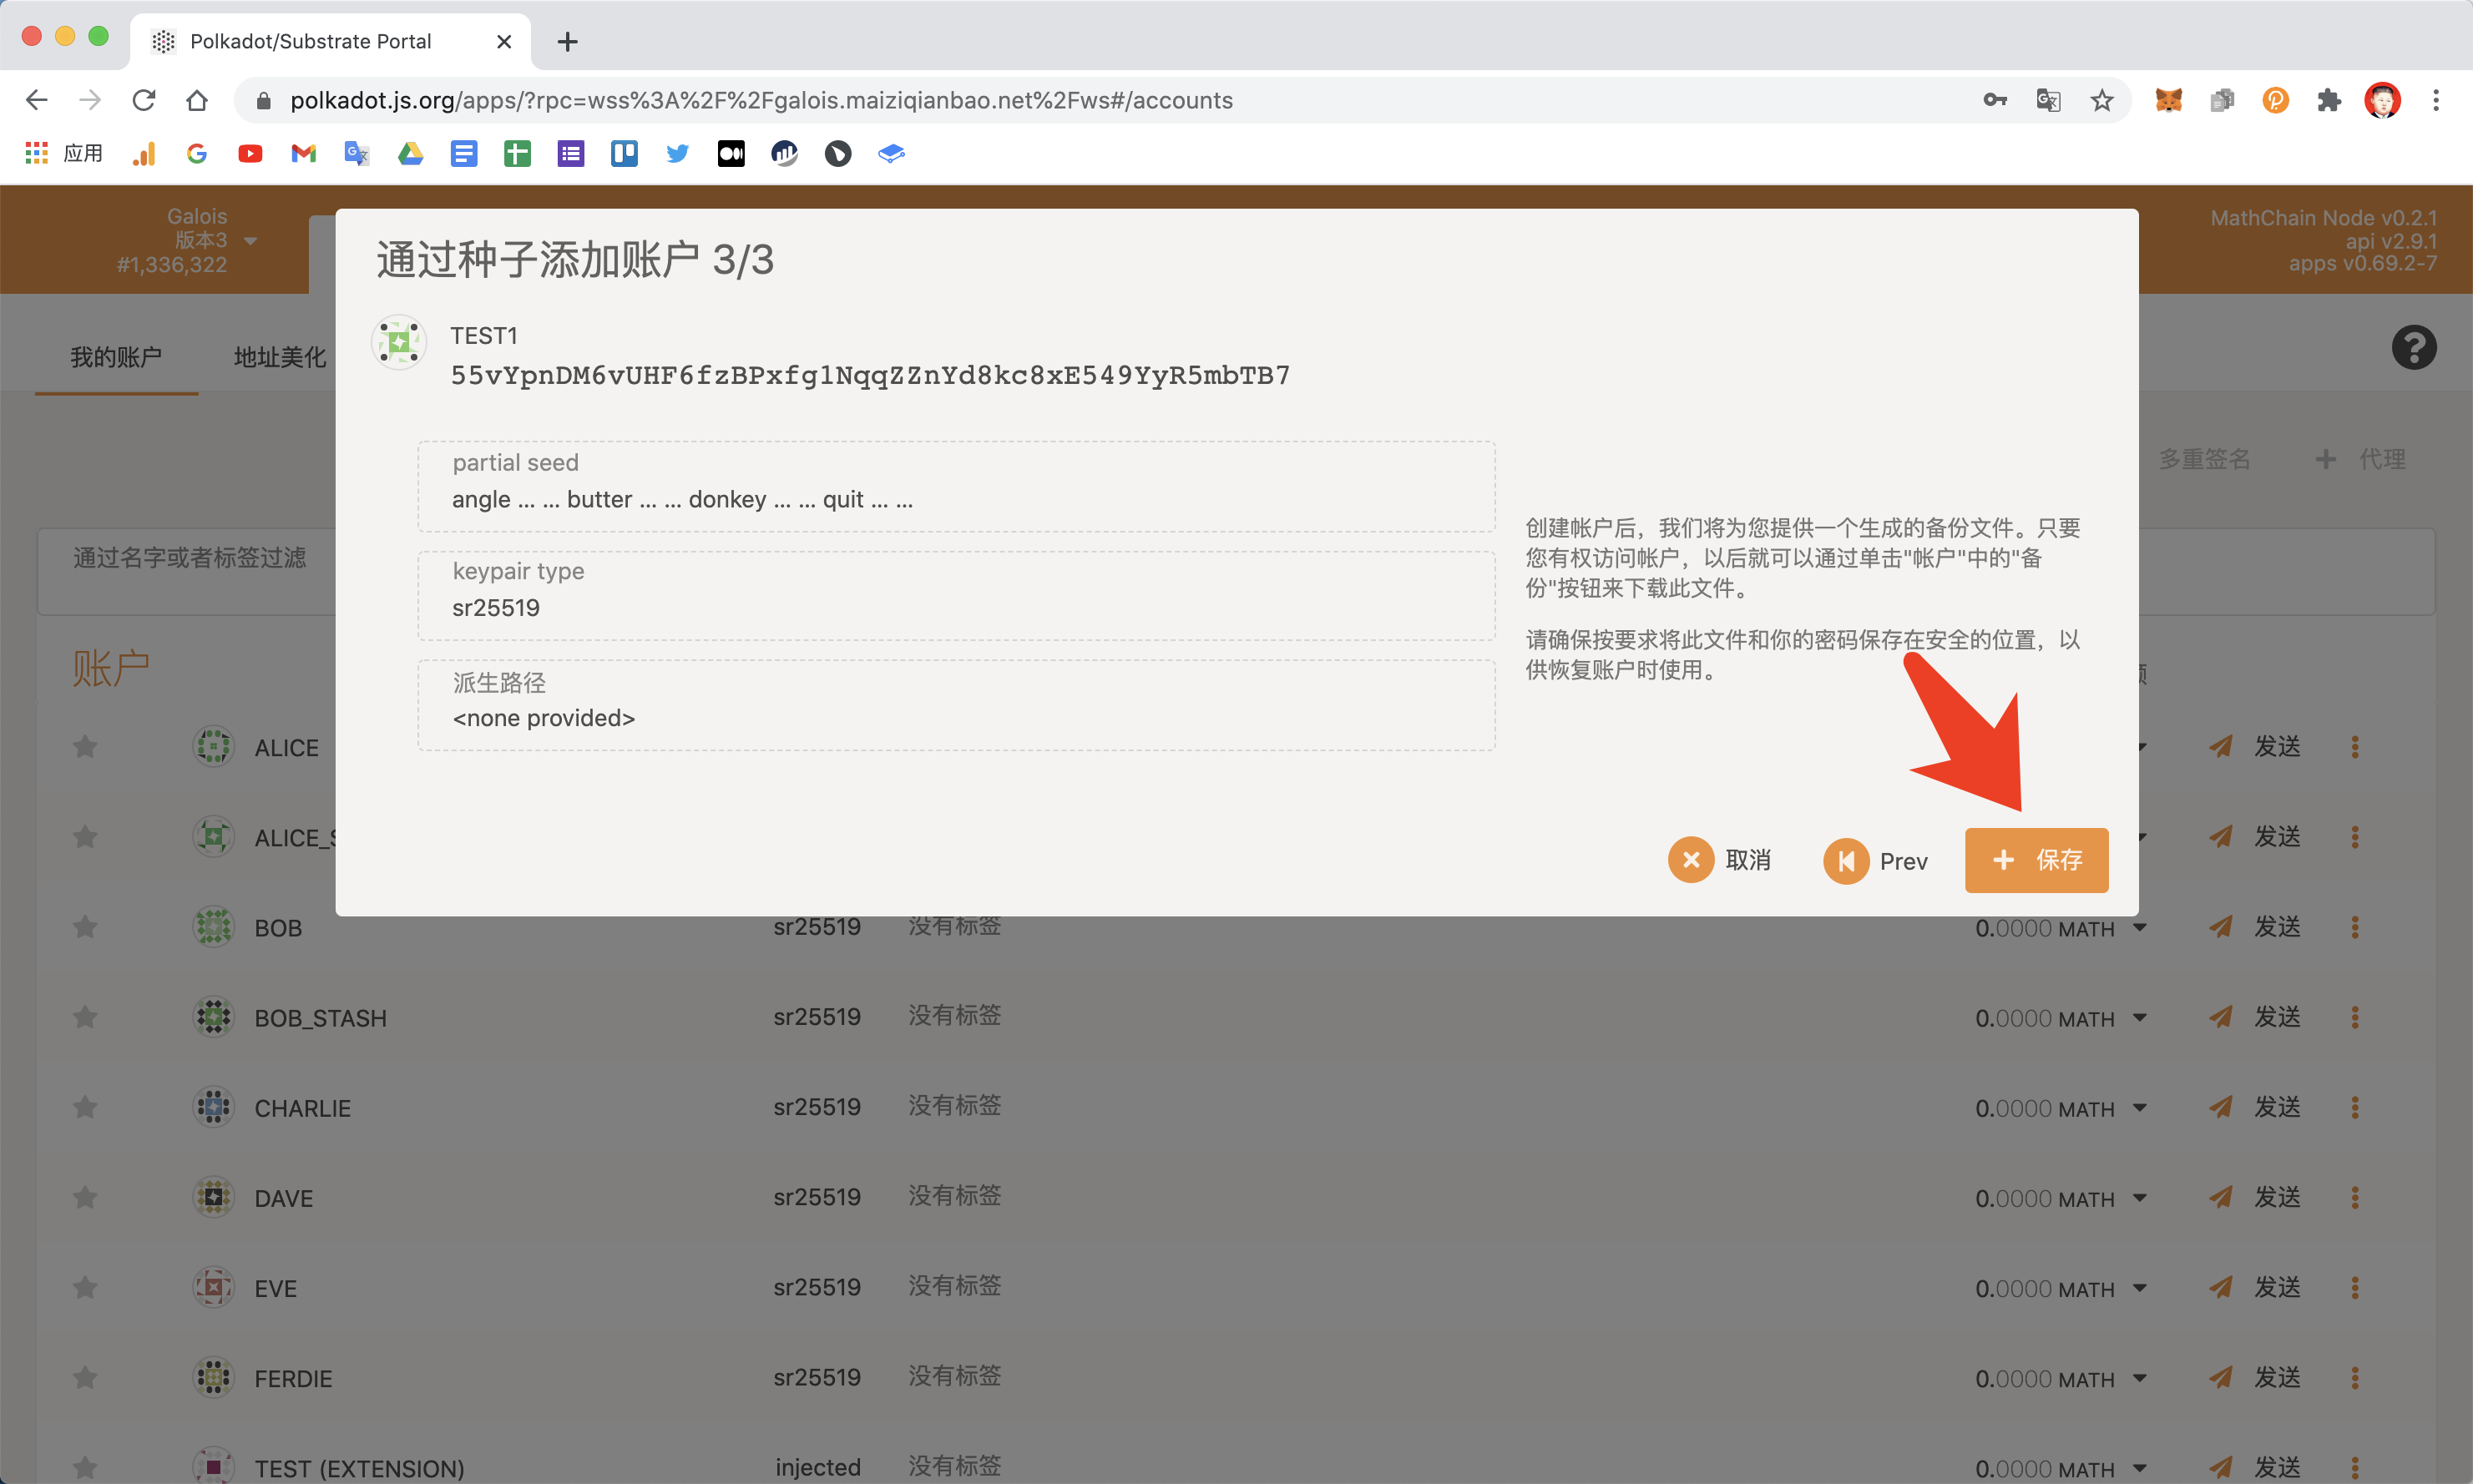 Polkadot/Substrate Portal
polkadot.js.org/apps/?rpc=wss%3A%2F%2Fgalois.maiziqianbao.net%2Fws#/accounts
应用
Galois
版本3
#1,336,322
MathChain Node v0.2.1
api v2.9.1
apps v0.69.2-7
我的账户
地址美化
多重签名
代理
通过名字或者标签过滤
账户
通过种子添加账户 3/3
TEST1
55vYpnDM6vUHF6fzBPxfg1NqqZZnYd8kc8xE549YyR5mbTB7
partial seed
angle ... ... butter ... ... donkey ... ... quit ... ...
keypair type
sr25519
派生路径
<none provided>
创建帐户后，我们将为您提供一个生成的备份文件。只要
您有权访问帐户，以后就可以通过单击"帐户"中的"备
份"按钮来下载此文件。
请确保按要求将此文件和你的密码保存在安全的位置，以
供恢复账户时使用。
取消
Prev
保存
ALICE 发送
ALICE_S 发送
BOB sr25519 没有标签 0.0000 MATH 发送
BOB_STASH sr25519 没有标签 0.0000 MATH 发送
CHARLIE sr25519 没有标签 0.0000 MATH 发送
DAVE sr25519 没有标签 0.0000 MATH 发送
EVE sr25519 没有标签 0.0000 MATH 发送
FERDIE sr25519 没有标签 0.0000 MATH 发送
TEST (EXTENSION) injected 没有标签 0.0000 MATH 发送